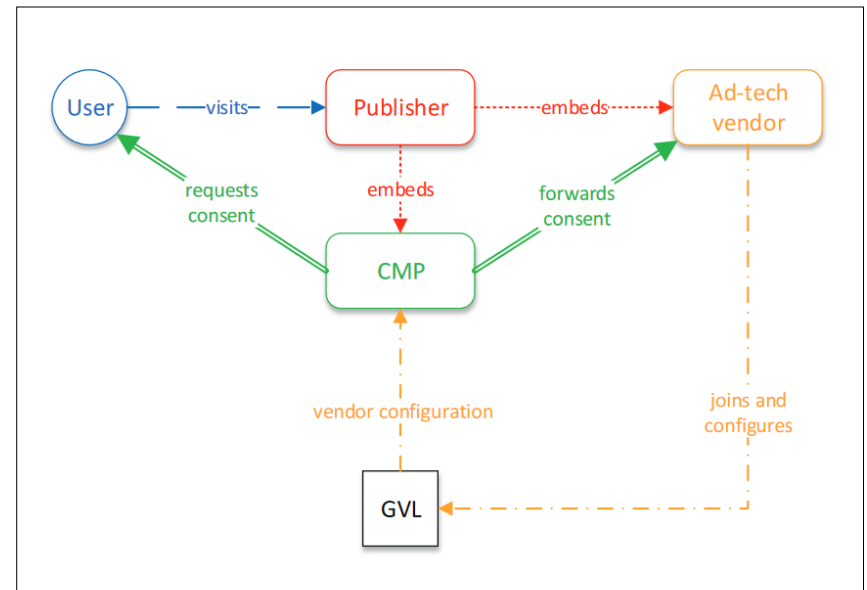 User
visits
Publisher
embeds
Ad-tech
vendor
requests
consent
embeds
forwards
consent
CMP
vendor configuration
joins and
configures
GVL